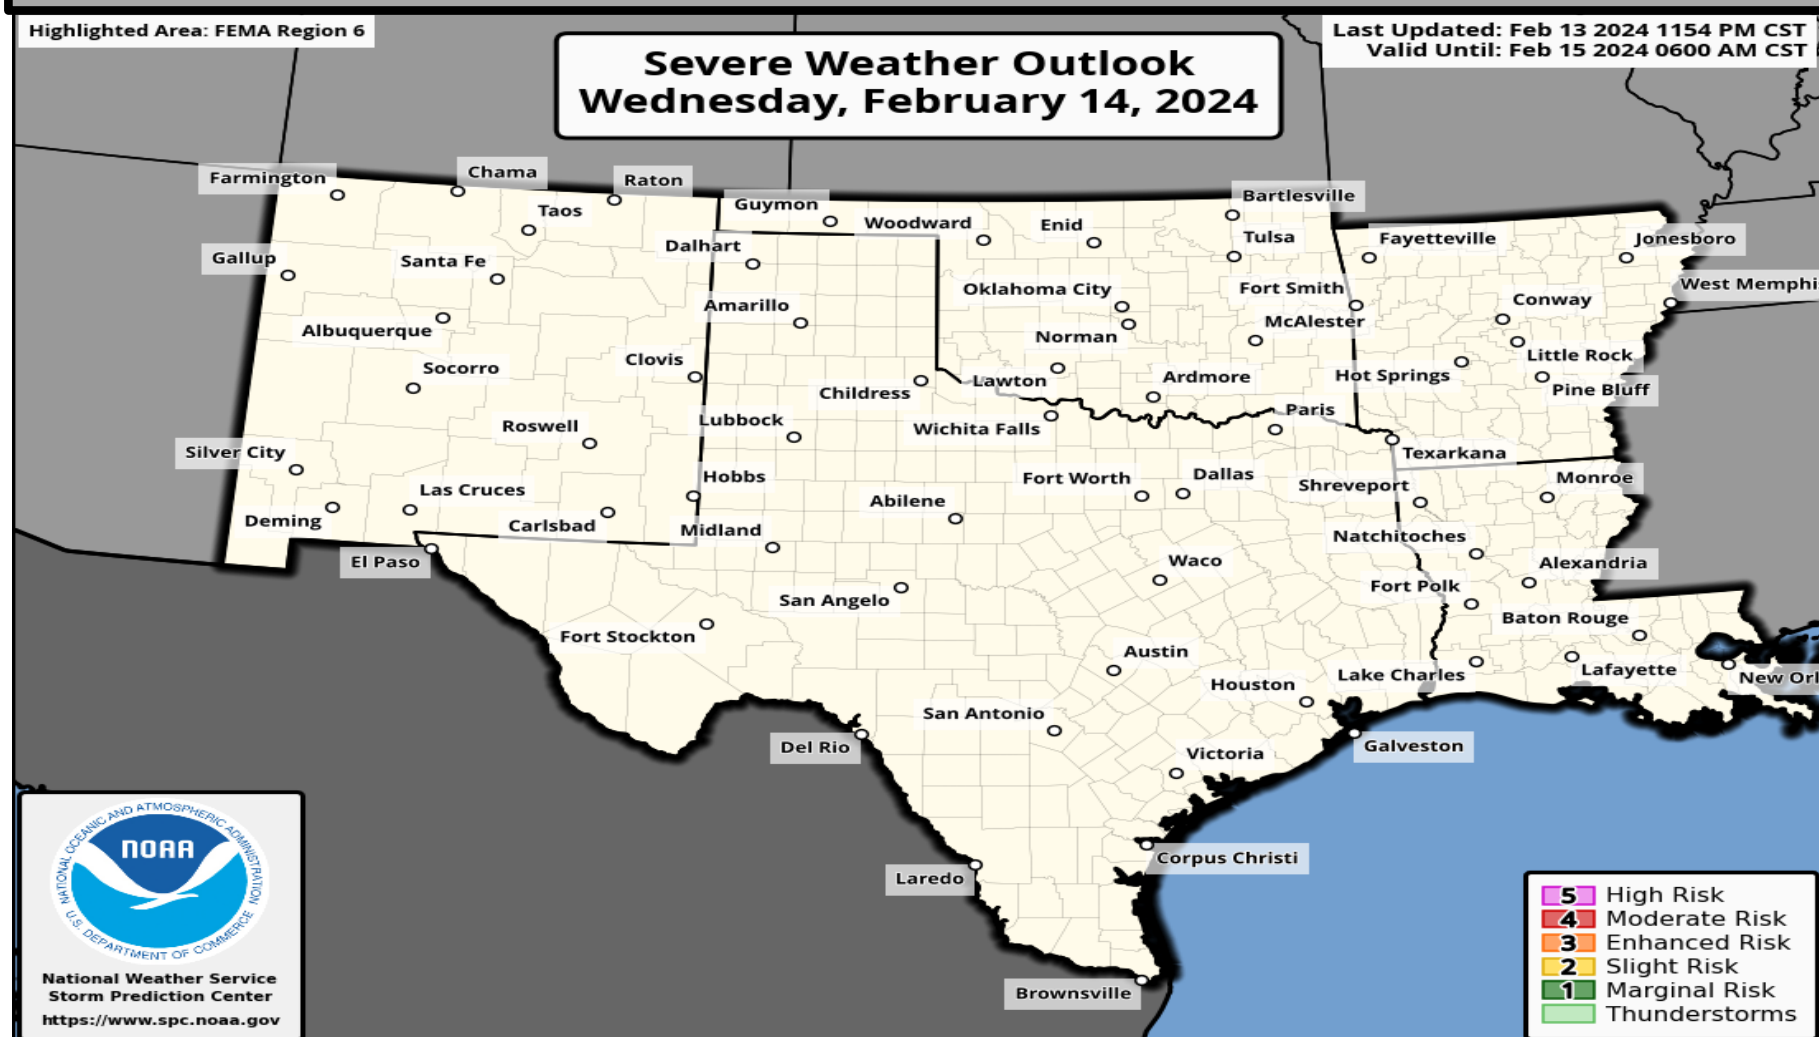 Highlighted Area: FEMA Region 6
Severe Weather Outlook
Wednesday, February 14, 2024
Last Updated: Feb 13 2024 1154 PM CST
Valid Until: Feb 15 2024 0600 AM CST
Farmington
Chama
Raton
Guymon
Bartlesville
Taos
Woodward
Enid
Tulsa
Fayetteville
Jonesboro
Gallup
Santa Fe
Dalhart
Oklahoma City
Fort Smith
West Memphi
Amarillo
Conway
Albuquerque
Norman
McAlester
Socorro
Clovis
Little Rock
Childress
Lawton
Ardmore
Hot Springs
Pine Bluff
Roswell
Lubbock
Wichita Falls
Paris
Silver City
Texarkana
Las Cruces
Hobbs
Fort Worth
Dallas
Shreveport
Monroe
Deming
Carlsbad
Midland
Abilene
Natchitoches
El Paso
Waco
Alexandria
San Angelo
Fort Polk
Fort Stockton
Baton Rouge
Austin
Lake Charles
Lafayette
New Orl
Houston
San Antonio
Del Rio
Victoria
Galveston
Corpus Christi
Laredo
Brownsville
NATIONAL OCEANIC AND ATMOSPHERIC ADMINISTRATION
NOAA
U.S. DEPARTMENT OF COMMERCE
National Weather Service
Storm Prediction Center
https://www.spc.noaa.gov
5 High Risk
4 Moderate Risk
3 Enhanced Risk
2 Slight Risk
1 Marginal Risk
Thunderstorms